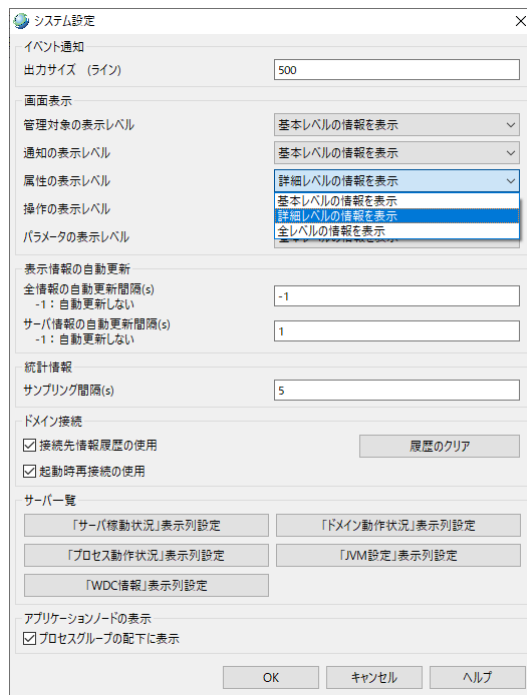 システム設定
イベント通知
出力サイズ (ライン)
500
画面表示
管理対象の表示レベル
基本レベルの情報を表示
通知の表示レベル
基本レベルの情報を表示
属性の表示レベル
詳細レベルの情報を表示
基本レベルの情報を表示
操作の表示レベル
詳細レベルの情報を表示
全レベルの情報を表示
パラメータの表示レベル
表示情報の自動更新
全情報の自動更新間隔(s)
-1:自動更新しない
-1
サーバ情報の自動更新間隔(s)
-1:自動更新しない
1
統計情報
サンプリング間隔(s)
5
ドメイン接続
接続先情報履歴の使用
履歴のクリア
起動時再接続の使用
サーバ一覧
「サーバ稼動状況」表示列設定
「ドメイン動作状況」表示列設定
「プロセス動作状況」表示列設定
「JVM設定」表示列設定
「WDC情報」表示列設定
アプリケーションノードの表示
プロセスグループの配下に表示
OK
キャンセル
ヘルプ